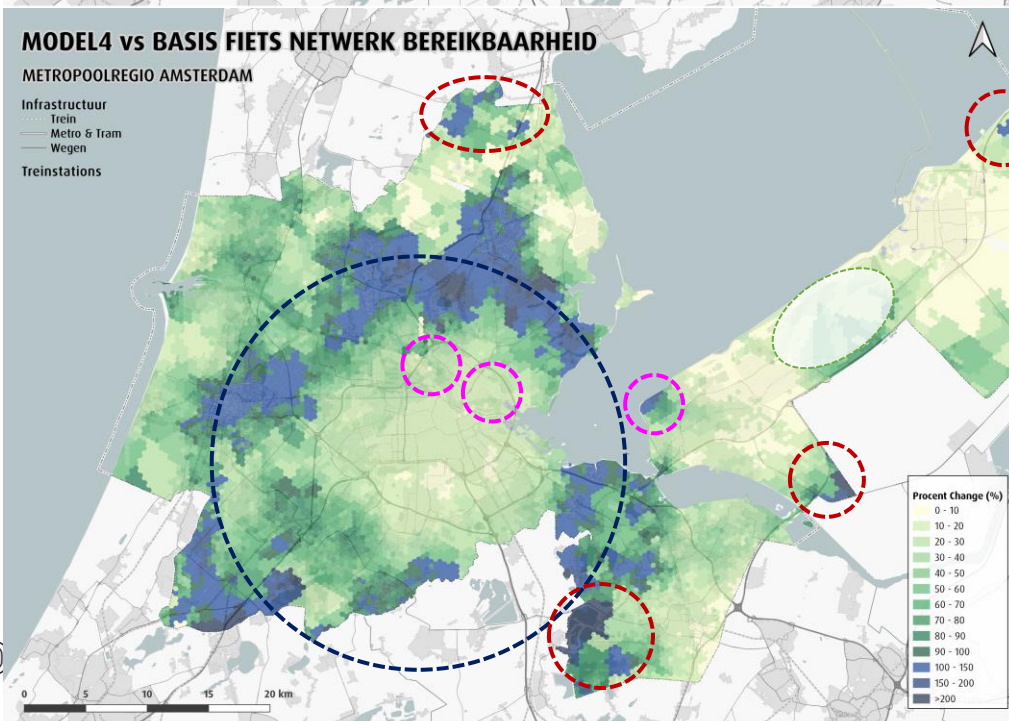 MODEL4 vs BASIS FIETS NETWERK BEREIKBAARHEID
METROPOOLREGIO AMSTERDAM
Infrastructuur
Trein
Metro & Tram
Wegen
Treinstations
Procent Change (%)
0 - 10
10 - 20
20 - 30
30 - 40
40 - 50
50 - 60
60 - 70
70 - 80
80 - 90
90 - 100
100 - 150
150 - 200
>200
0 5 10 15 20 km